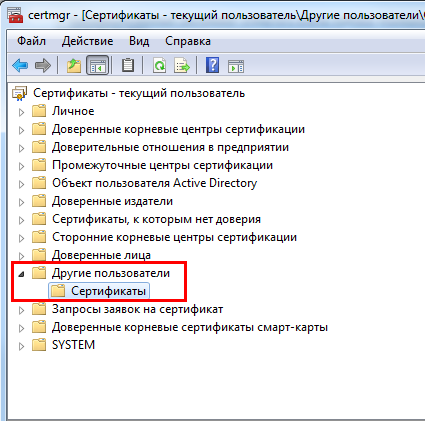 certmgr - [Сертификаты - текущий пользователь\Другие пользователи\
Файл Действие Вид Справка
Сертификаты - текущий пользователь
Личное
Доверенные корневые центры сертификации
Доверительные отношения в предприятии
Промежуточные центры сертификации
Объект пользователя Active Directory
Доверенные издатели
Сертификаты, к которым нет доверия
Сторонние корневые центры сертификации
Доверенные лица
Другие пользователи
Сертификаты
Запросы заявок на сертификат
Доверенные корневые сертификаты смарт-карты
SYSTEM